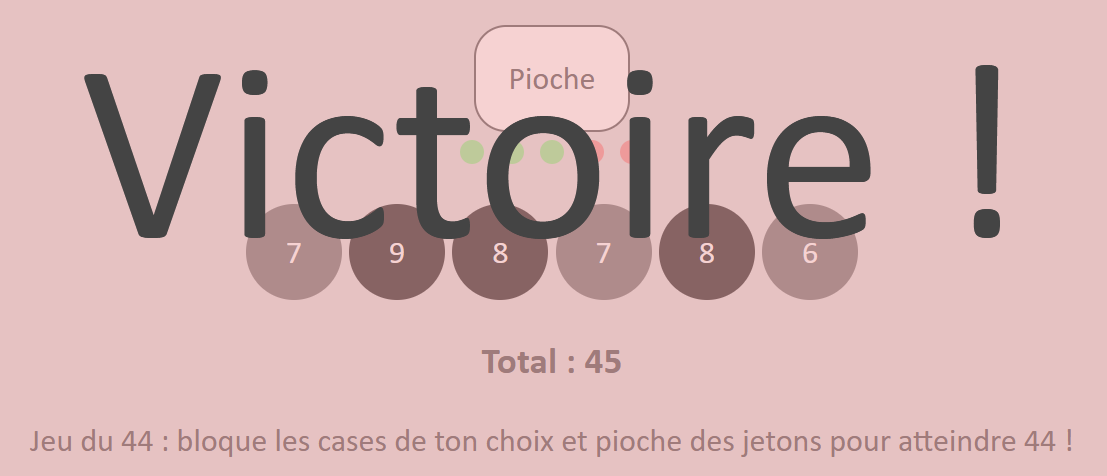 Pioche
Victoire !
7 9 8 7 8 6
Total : 45
Jeu du 44 : bloque les cases de ton choix et pioche des jetons pour atteindre 44 !